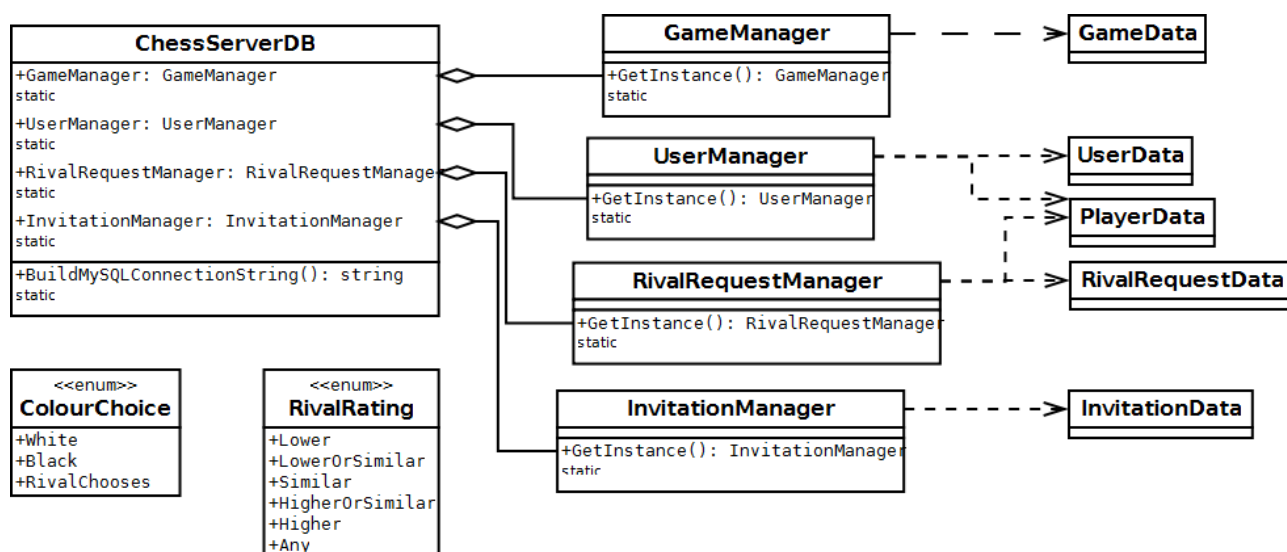 ChessServerDB
+GameManager: GameManager
static
+UserManager: UserManager
static
+RivalRequestManager: RivalRequestManage
static
+InvitationManager: InvitationManager
static
+BuildMySQLConnectionString(): string
static
GameManager
+GetInstance(): GameManager
static
UserManager
+GetInstance(): UserManager
static
RivalRequestManager
+GetInstance(): RivalRequestManager
static
InvitationManager
+GetInstance(): InvitationManager
static
GameData
UserData
PlayerData
RivalRequestData
InvitationData
<<enum>>
ColourChoice
+White
+Black
+RivalChooses
<<enum>>
RivalRating
+Lower
+LowerOrSimilar
+Similar
+HigherOrSimilar
+Higher
+Any